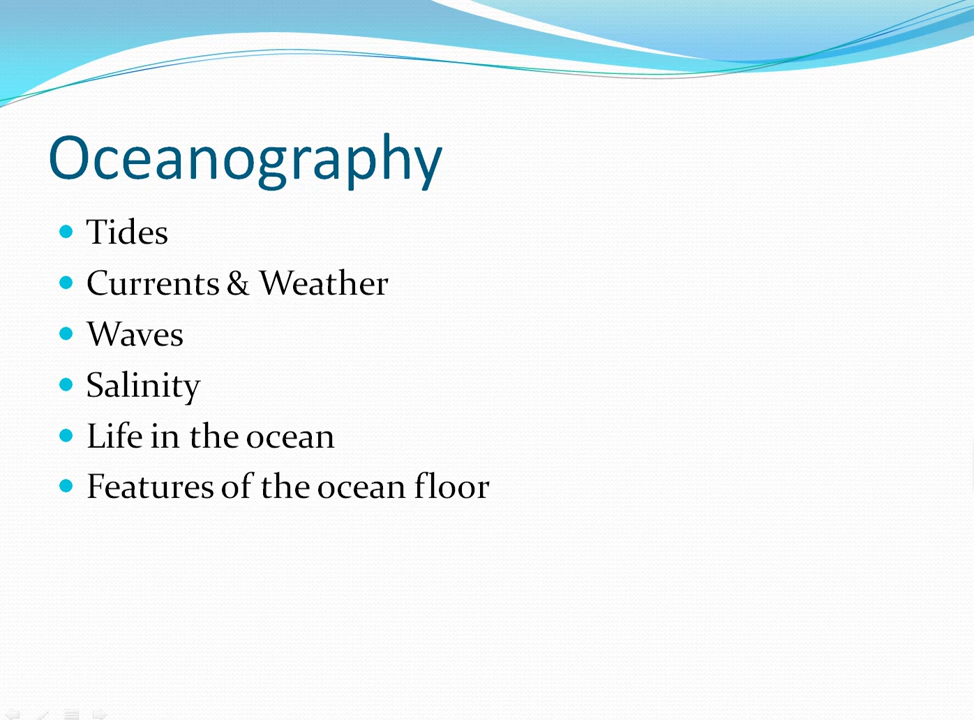 Oceanography
Tides
Currents & Weather
Waves
Salinity
Life in the ocean
Features of the ocean floor